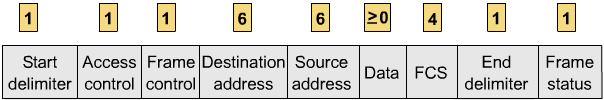 1 1 1 6 6 ≥0 4 1 1
Start delimiter Access control Frame control Destination address Source address Data FCS End delimiter Frame status